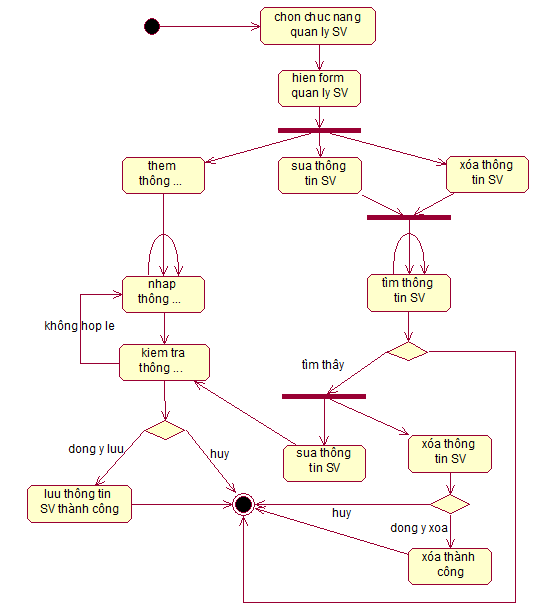 chon chuc nang
quan ly SV
hien form
quan ly SV
them
thông ...
sua thông
tin SV
xóa thông
tin SV
nhap
thông ...
tìm thông
tin SV
không hop le
kiem tra
thông ...
tìm thây
dong y luu
huy
sua thông
tin SV
xóa thông
tin SV
luu thông tin
SV thành công
huy
dong y xoa
xóa thành
công